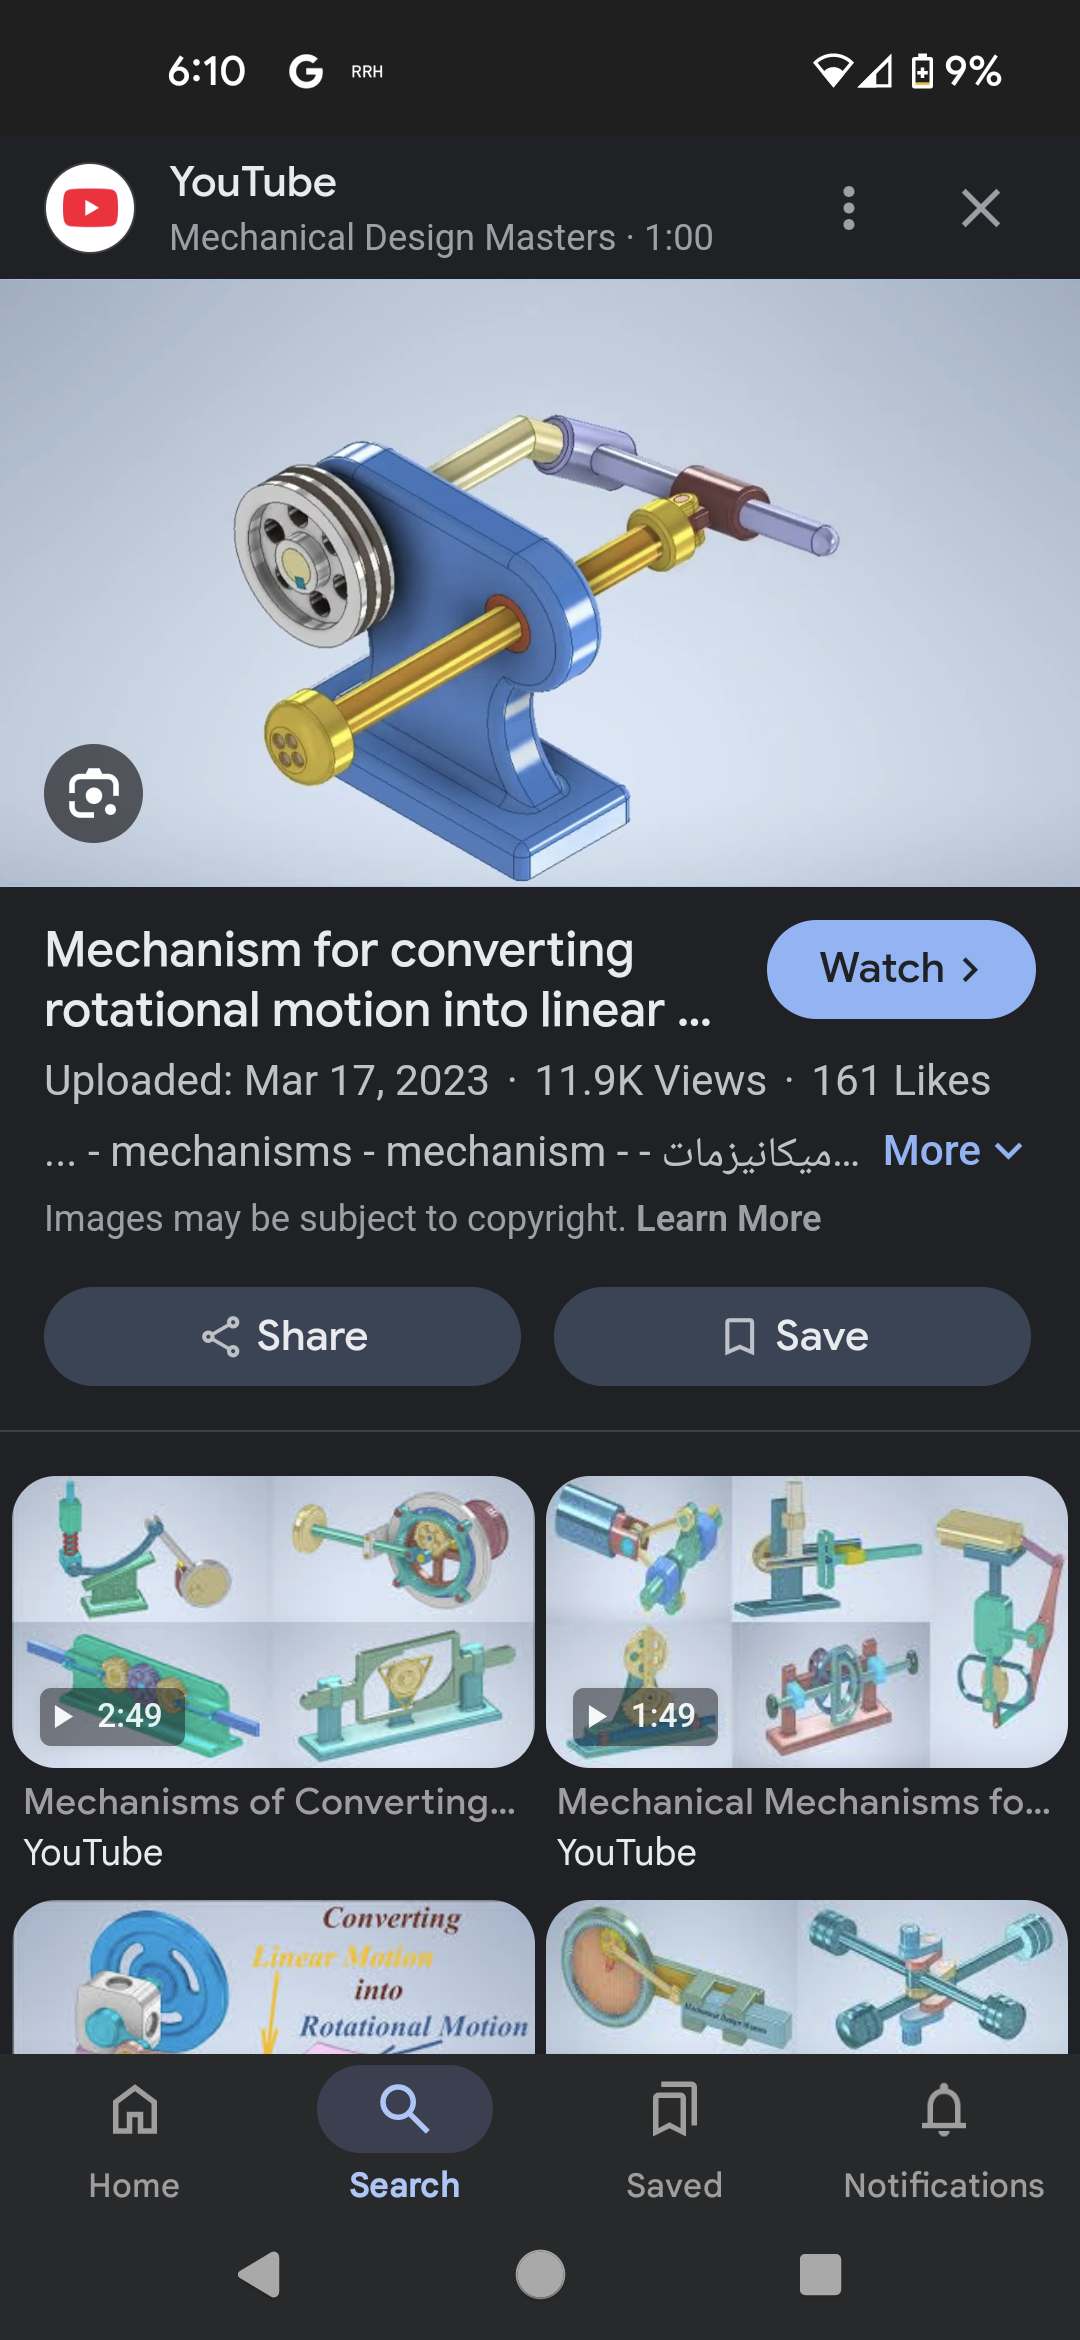 6:10 G RRH 9%
YouTube
Mechanical Design Masters · 1:00
Mechanism for converting
rotational motion into linear ...
Watch
Uploaded: Mar 17, 2023 · 11.9K Views · 161 Likes
... - mechanisms - mechanism - - ميكانيزمات... More
Images may be subject to copyright. Learn More
Share
Save
2:49
1:49
Mechanisms of Converting...
YouTube
Mechanical Mechanisms fo...
YouTube
Converting
Linear Motion
into
Rotational Motion
Mechanical Design Masters
Home
Search
Saved
Notifications